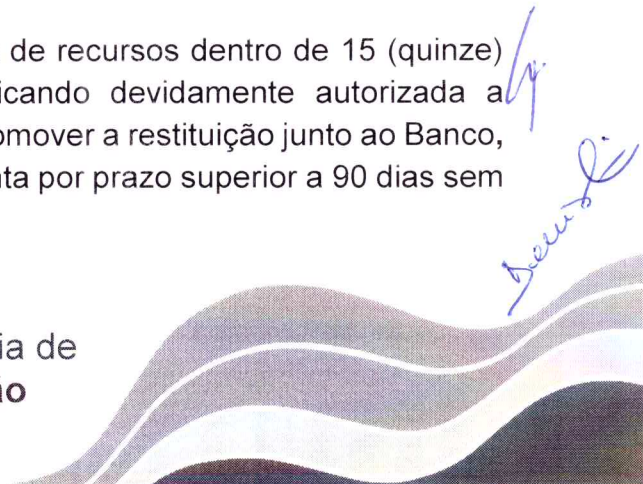 de recursos dentro de 15 (quinze)
icando devidamente autorizada a
omover a restituição junto ao Banco,
nta por prazo superior a 90 dias sem
ia de
ão